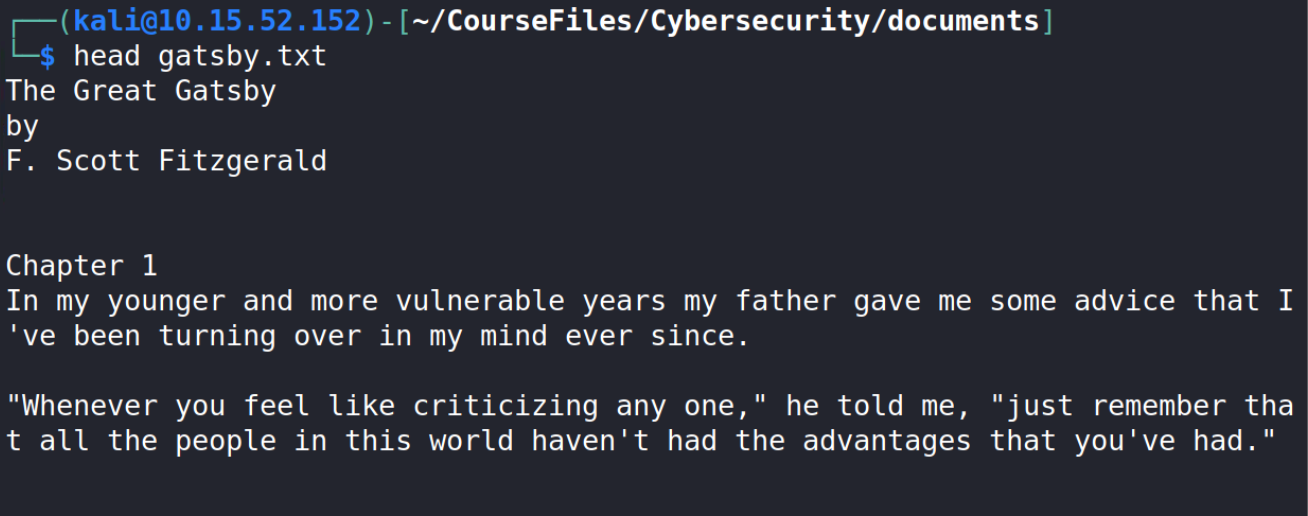 ┌──(kali@10.15.52.152)-[~/CourseFiles/Cybersecurity/documents]
└─$ head gatsby.txt
The Great Gatsby
by
F. Scott Fitzgerald
Chapter 1
In my younger and more vulnerable years my father gave me some advice that I
've been turning over in my mind ever since.
"Whenever you feel like criticizing any one," he told me, "just remember tha
t all the people in this world haven't had the advantages that you've had."